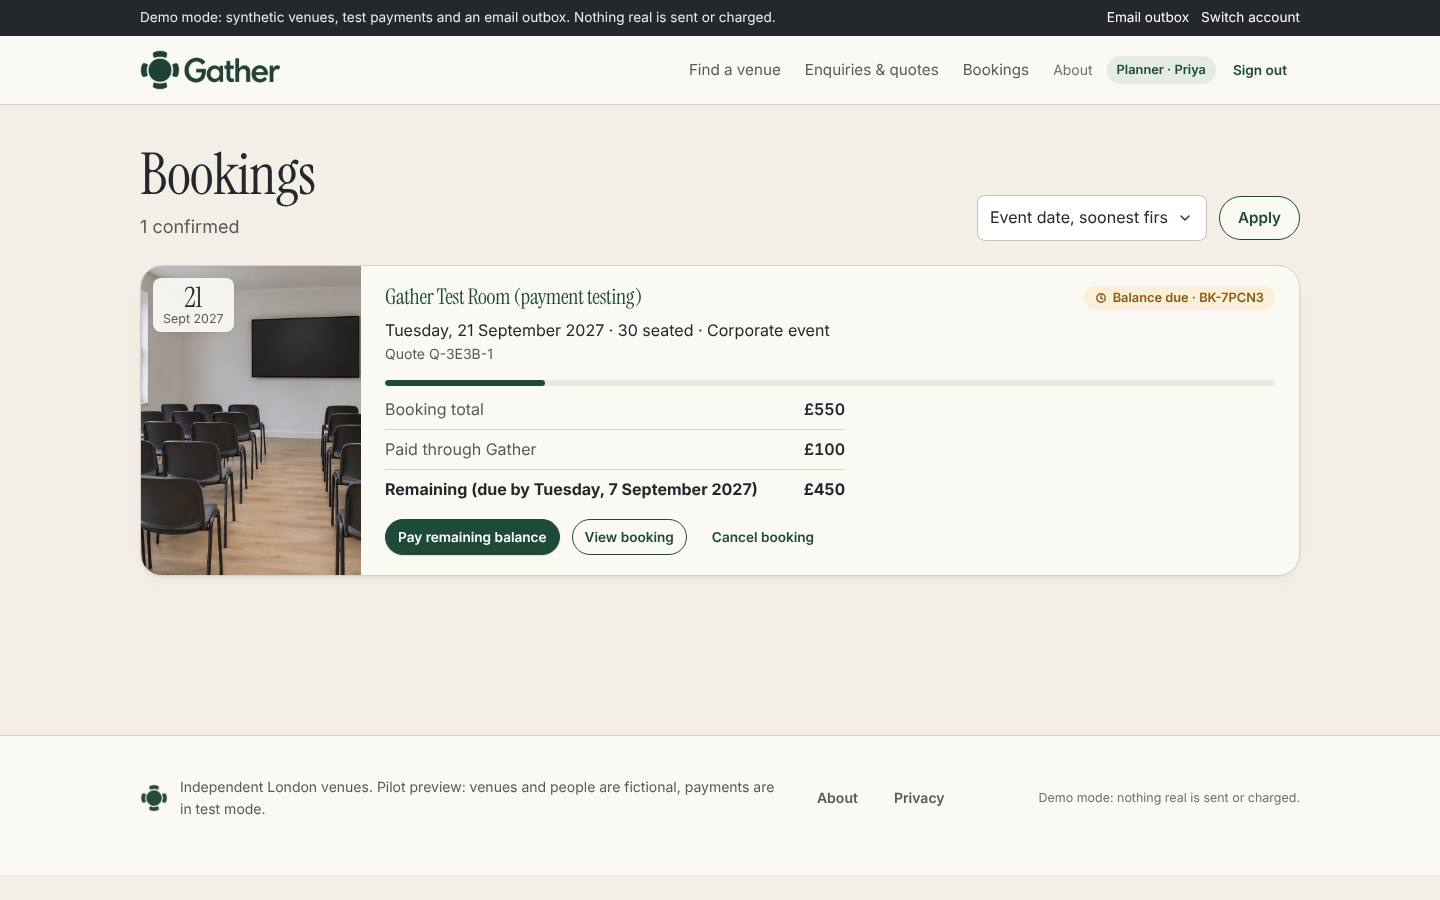 Demo mode: synthetic venues, test payments and an email outbox. Nothing real is sent or charged.
Email outbox
Switch account
Gather
Find a venue
Enquiries & quotes
Bookings
About
Planner · Priya
Sign out
Bookings
1 confirmed
Event date, soonest firs
Apply
21
Sept 2027
Gather Test Room (payment testing)
Balance due · BK-7PCN3
Tuesday, 21 September 2027 · 30 seated · Corporate event
Quote Q-3E3B-1
Booking total £550
Paid through Gather £100
Remaining (due by Tuesday, 7 September 2027) £450
Pay remaining balance
View booking
Cancel booking
Independent London venues. Pilot preview: venues and people are fictional, payments are
in test mode.
About
Privacy
Demo mode: nothing real is sent or charged.